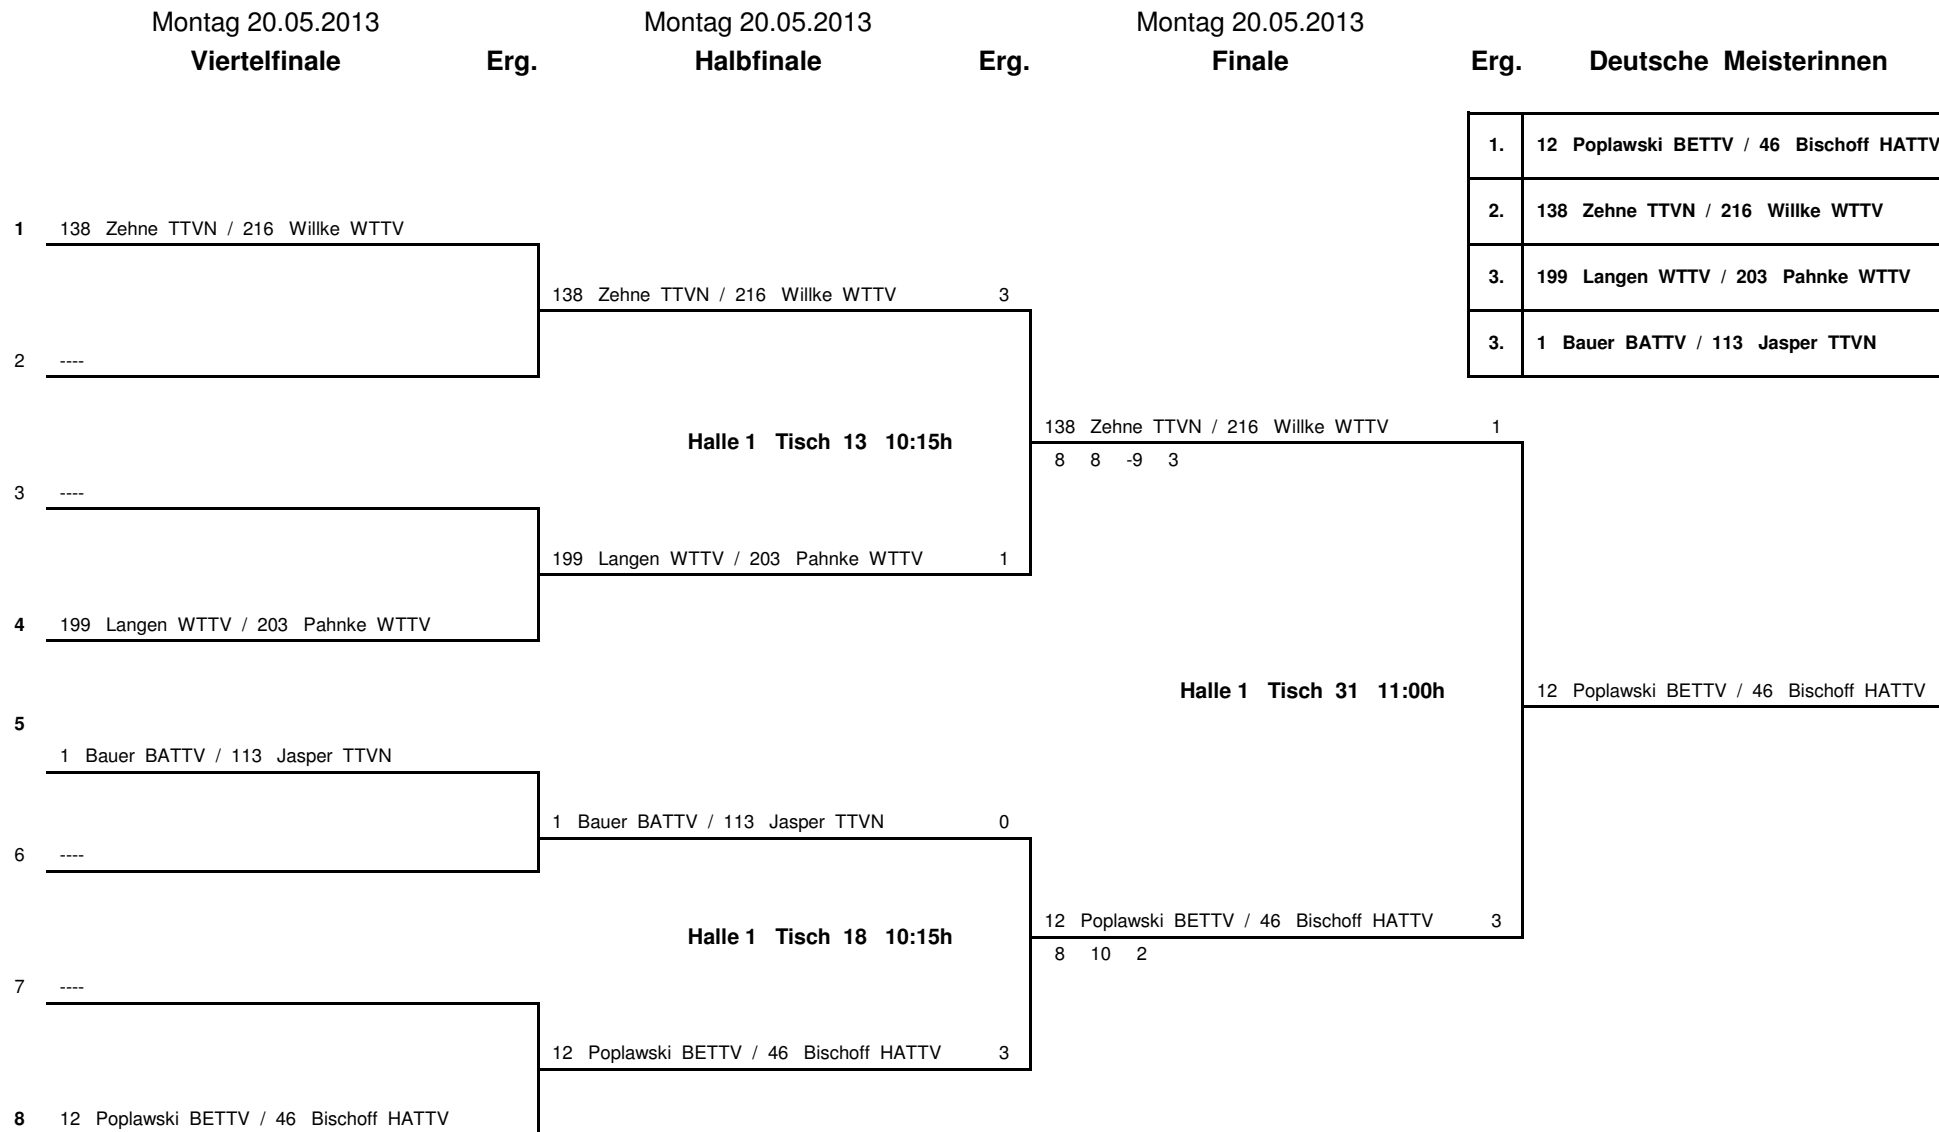 Montag 20.05.2013 Montag 20.05.2013 Montag 20.05.2013
Viertelfinale Erg. Halbfinale Erg. Finale Erg. Deutsche Meisterinnen
1. 12 Poplawski BETTV / 46 Bischoff HATTV
2. 138 Zehne TTVN / 216 Willke WTTV
1 138 Zehne TTVN / 216 Willke WTTV
3. 199 Langen WTTV / 203 Pahnke WTTV
138 Zehne TTVN / 216 Willke WTTV 3
3. 1 Bauer BATTV / 113 Jasper TTVN
2 ----
138 Zehne TTVN / 216 Willke WTTV 1
Halle 1 Tisch 13 10:15h
8 8 -9 3
3 ----
199 Langen WTTV / 203 Pahnke WTTV 1
4 199 Langen WTTV / 203 Pahnke WTTV
Halle 1 Tisch 31 11:00h 12 Poplawski BETTV / 46 Bischoff HATTV
5
1 Bauer BATTV / 113 Jasper TTVN
1 Bauer BATTV / 113 Jasper TTVN 0
6 ----
12 Poplawski BETTV / 46 Bischoff HATTV 3
Halle 1 Tisch 18 10:15h
8 10 2
7 ----
12 Poplawski BETTV / 46 Bischoff HATTV 3
8 12 Poplawski BETTV / 46 Bischoff HATTV